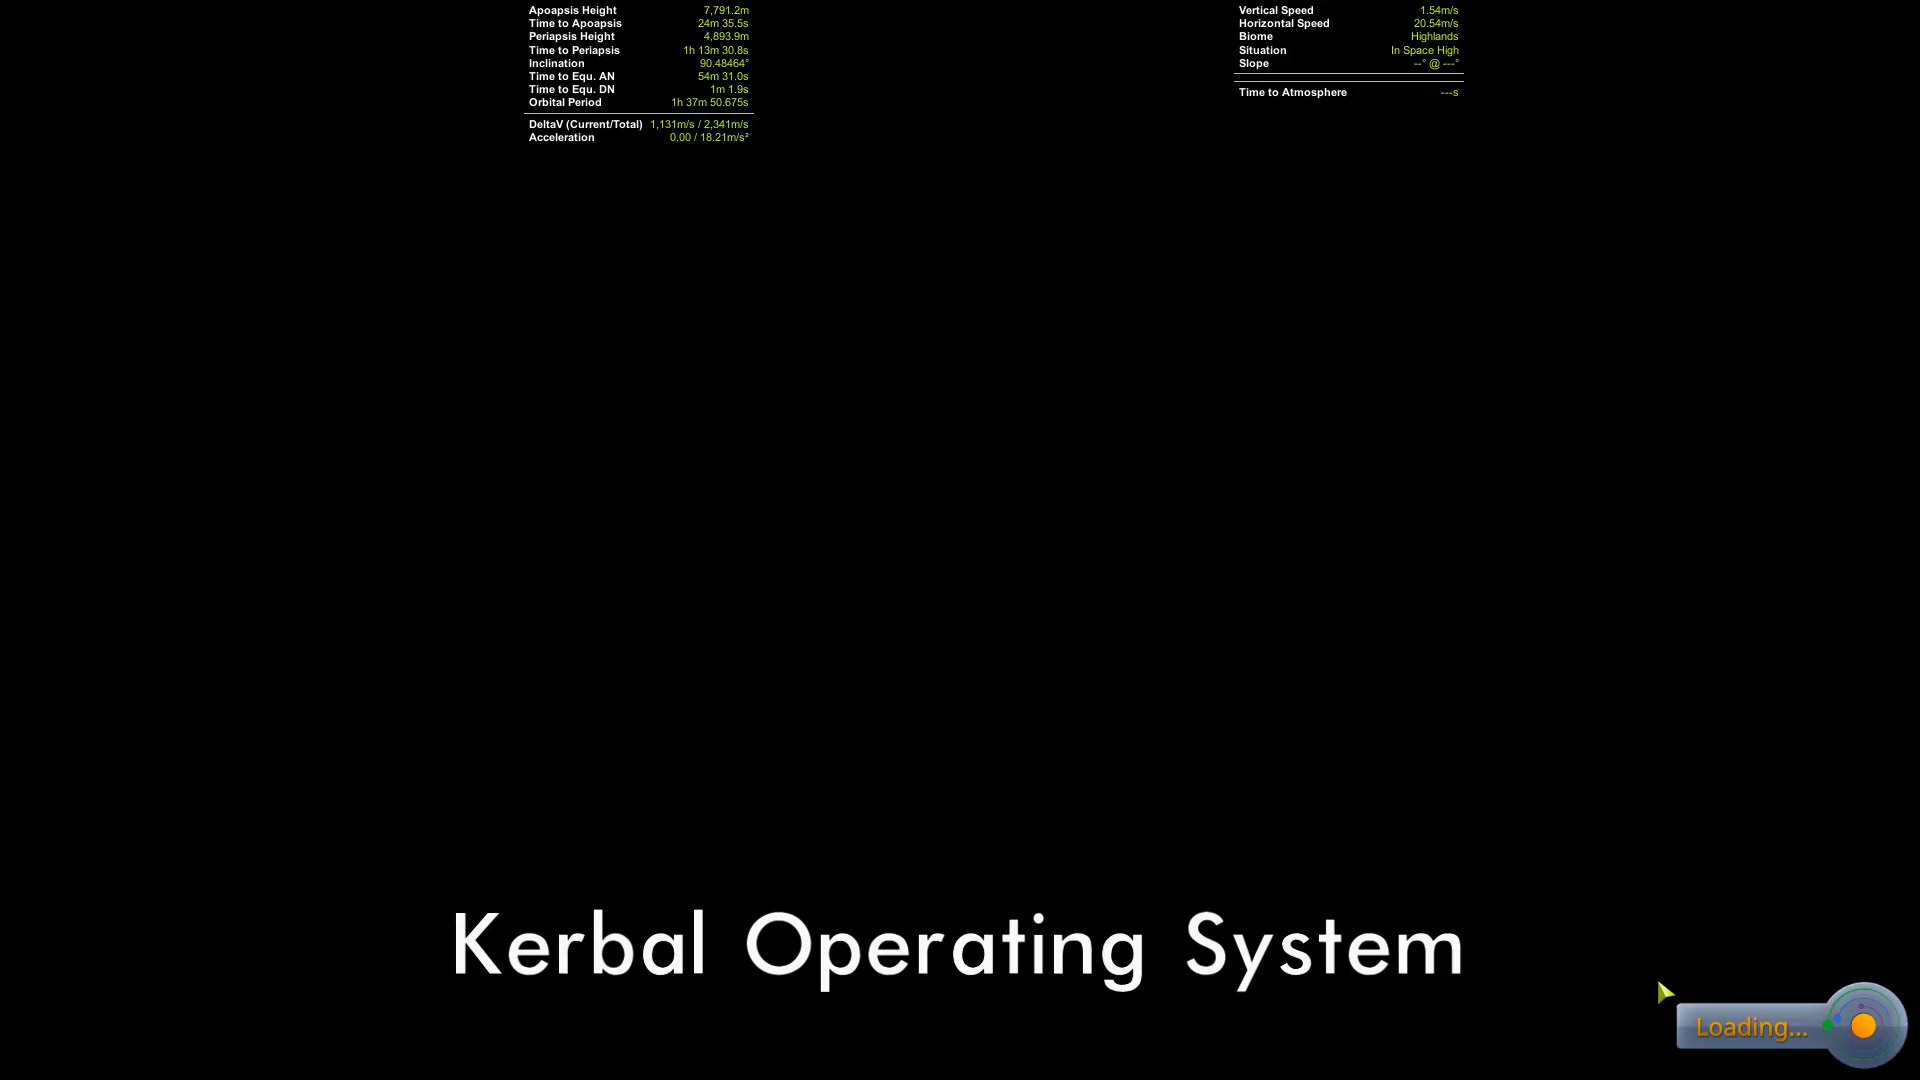 Apoapsis Height 7,791.2m
Time to Apoapsis 24m 35.5s
Periapsis Height 4,893.9m
Time to Periapsis 1h 13m 30.8s
Inclination 90.48464°
Time to Equ. AN 54m 31.0s
Time to Equ. DN 1m 1.9s
Orbital Period 1h 37m 50.675s
DeltaV (Current/Total) 1,131m/s / 2,341m/s
Acceleration 0.00 / 18.21m/s²
Vertical Speed 1.54m/s
Horizontal Speed 20.54m/s
Biome Highlands
Situation In Space High
Slope --° @ ---°
Time to Atmosphere ---s
Kerbal Operating System
Loading...